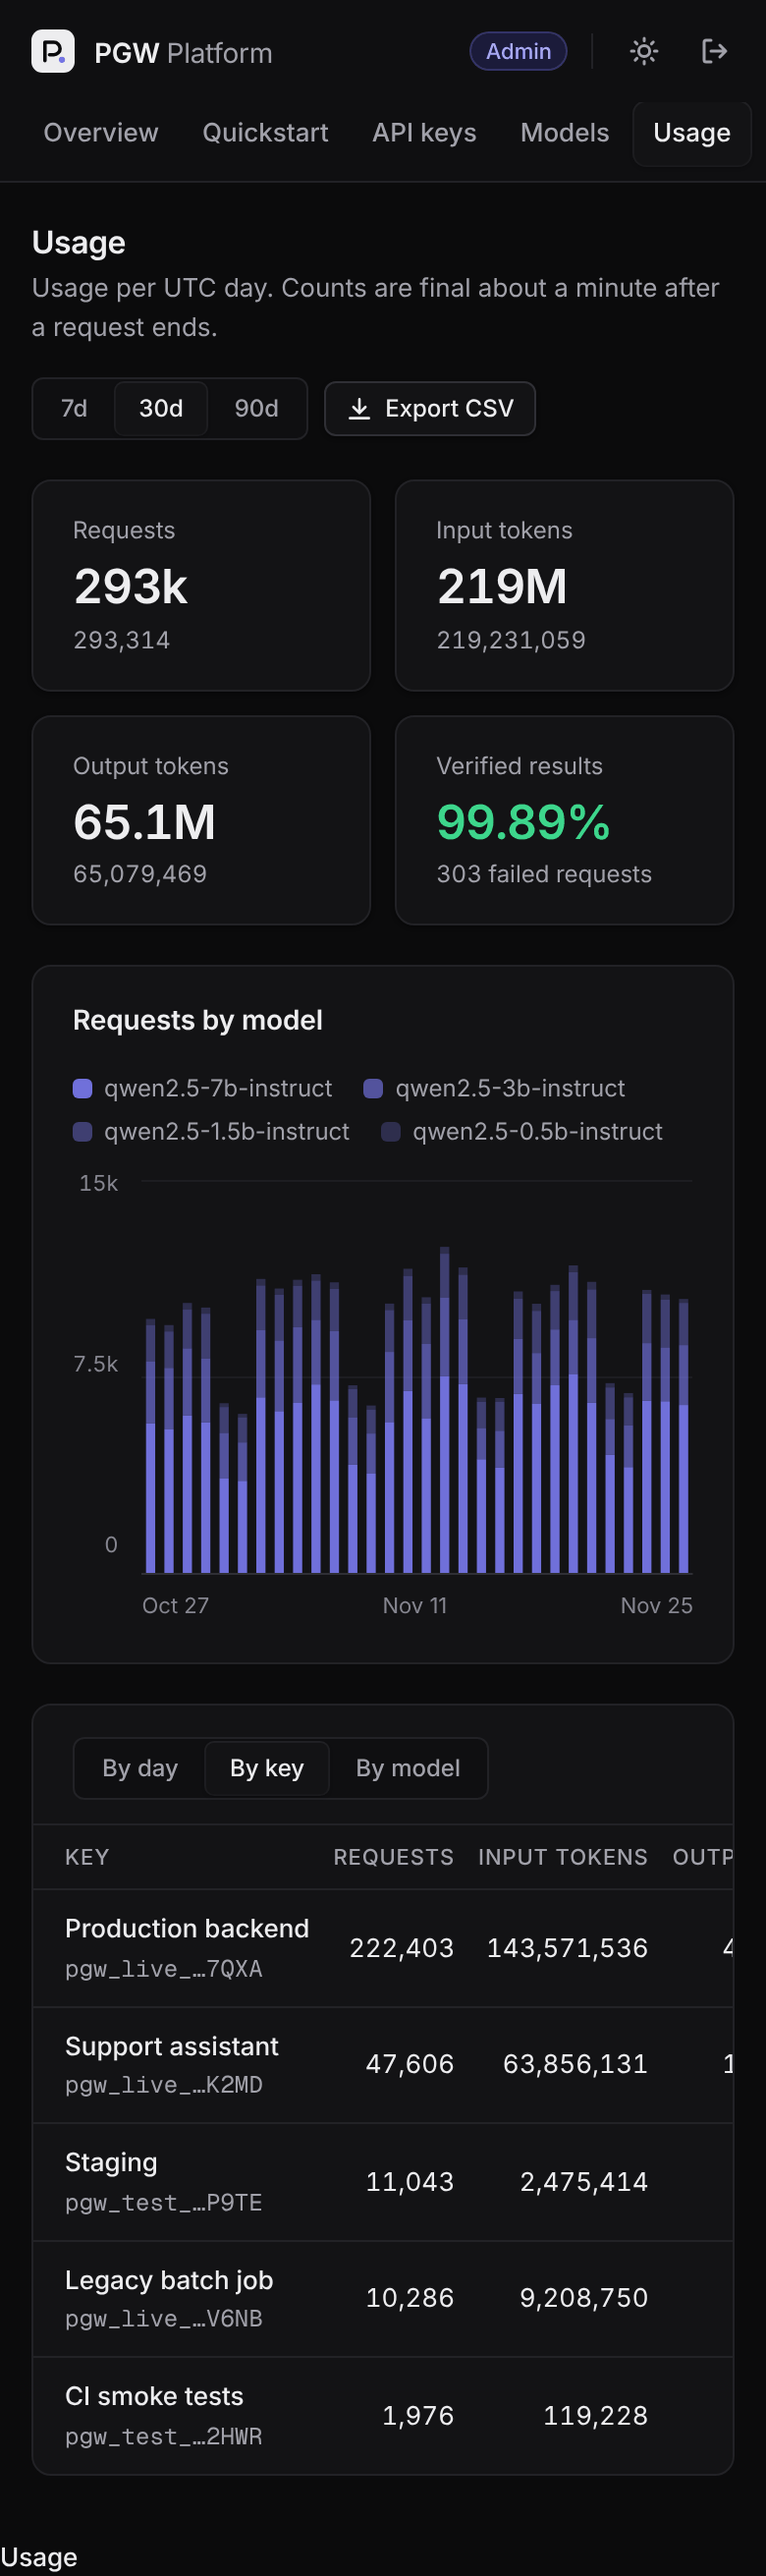 PGW Platform
Admin
Overview Quickstart API keys Models Usage
Usage
Usage per UTC day. Counts are final about a minute after
a request ends.
7d 30d 90d Export CSV
Requests
293k
293,314
Input tokens
219M
219,231,059
Output tokens
65.1M
65,079,469
Verified results
99.89%
303 failed requests
Requests by model
qwen2.5-7b-instruct qwen2.5-3b-instruct
qwen2.5-1.5b-instruct qwen2.5-0.5b-instruct
15k
7.5k
0
Oct 27 Nov 11 Nov 25
By day By key By model
KEY REQUESTS INPUT TOKENS OUTP
Production backend
pgw_live_…7QXA
222,403 143,571,536 4
Support assistant
pgw_live_…K2MD
47,606 63,856,131 1
Staging
pgw_test_…P9TE
11,043 2,475,414
Legacy batch job
pgw_live_…V6NB
10,286 9,208,750
CI smoke tests
pgw_test_…2HWR
1,976 119,228
Usage